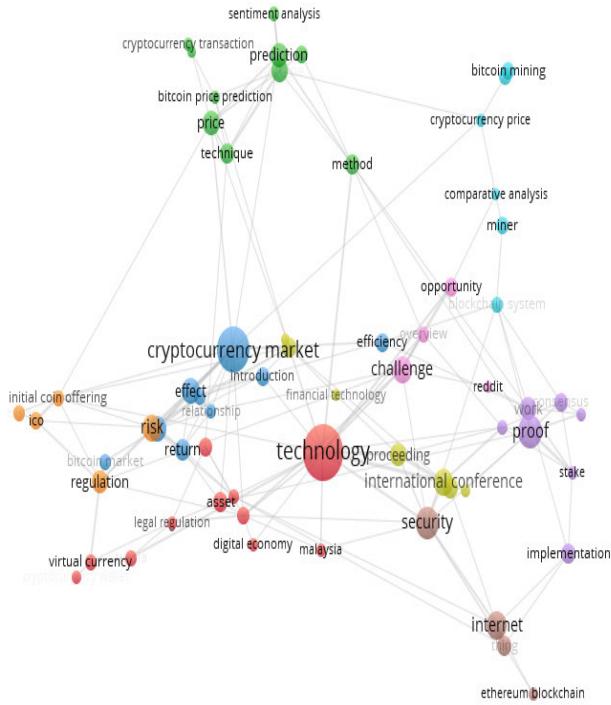 sentiment analysis
cryptocurrency transaction
prediction
bitcoin mining
bitcoin price prediction
cryptocurrency price
price
technique
method
comparative analysis
miner
opportunity
blockchain system
overview
efficiency
cryptocurrency market
challenge
introduction
effect
financial technology
reddit
initial coin offering
relationship
consensus
work
ico
risk
proof
return
technology
proceeding
bitcoin market
stake
regulation
international conference
asset
legal regulation
security
digital economy
malaysia
implementation
virtual currency
internet
thing
ethereum blockchain